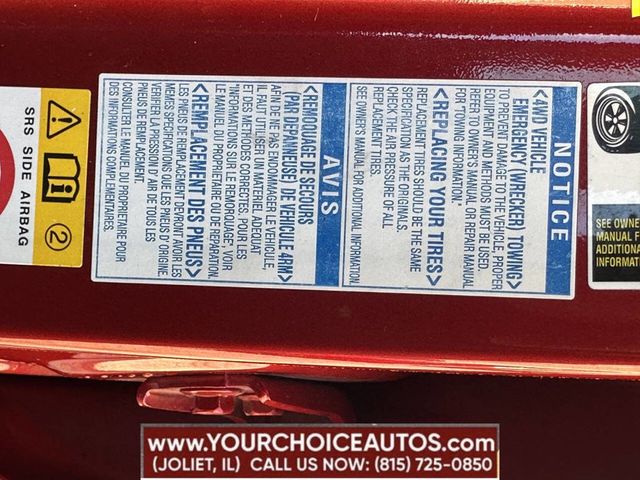 NOTICE
<4WD VEHICLE
EMERGENCY (WRECKER) TOWING>
TO PREVENT DAMAGE TO THE VEHICLE, PROPER
EQUIPMENT AND METHODS MUST BE USED.
REFER TO OWNER'S MANUAL OR REPAIR MANUAL
FOR TOWING INFORMATION.
<REPLACING YOUR TIRES>
REPLACEMENT TIRES SHOULD BE THE SAME
SPECIFICATION AS THE ORIGINALS.
CHECK THE AIR PRESSURE OF ALL
REPLACEMENT TIRES.
SEE OWNER'S MANUAL FOR ADDITIONAL INFORMATION.
AVIS
<REMORQUAGE DE SECOURS
(PAR DEPANNEUSE) DE VEHICULE 4RM>
AFIN DE NE PAS ENDOMMAGER LE VEHICULE,
IL FAUT UTILISER UN MATERIEL ADEQUAT
ET DES METHODES CORRECTES. POUR LES
"INFORMATIONS SUR LE REMORQUAGE", VOIR
LE MANUEL DU PROPRIETAIRE OU DE REPARATION.
<REMPLACEMENT DES PNEUS>
LES PNEUS DE REMPLACEMENT DEVRONT AVOIR LES
MEMES SPECIFICATIONS QUE LES PNEUS D'ORIGINE.
VERIFIER LA PRESSION D'AIR DE TOUS LES
PNEUS DE REMPLACEMENT.
CONSULTER LE MANUEL DU PROPRIETAIRE POUR
DES INFORMATIONS COMPLEMENTAIRES.
SRS SIDE AIRBAG
2
SEE OWNE
MANUAL F
ADDITIONA
INFORMATI
WWW.YOURCHOICEAUTOS.COM
(JOLIET, IL) CALL US NOW: (815) 725-0850